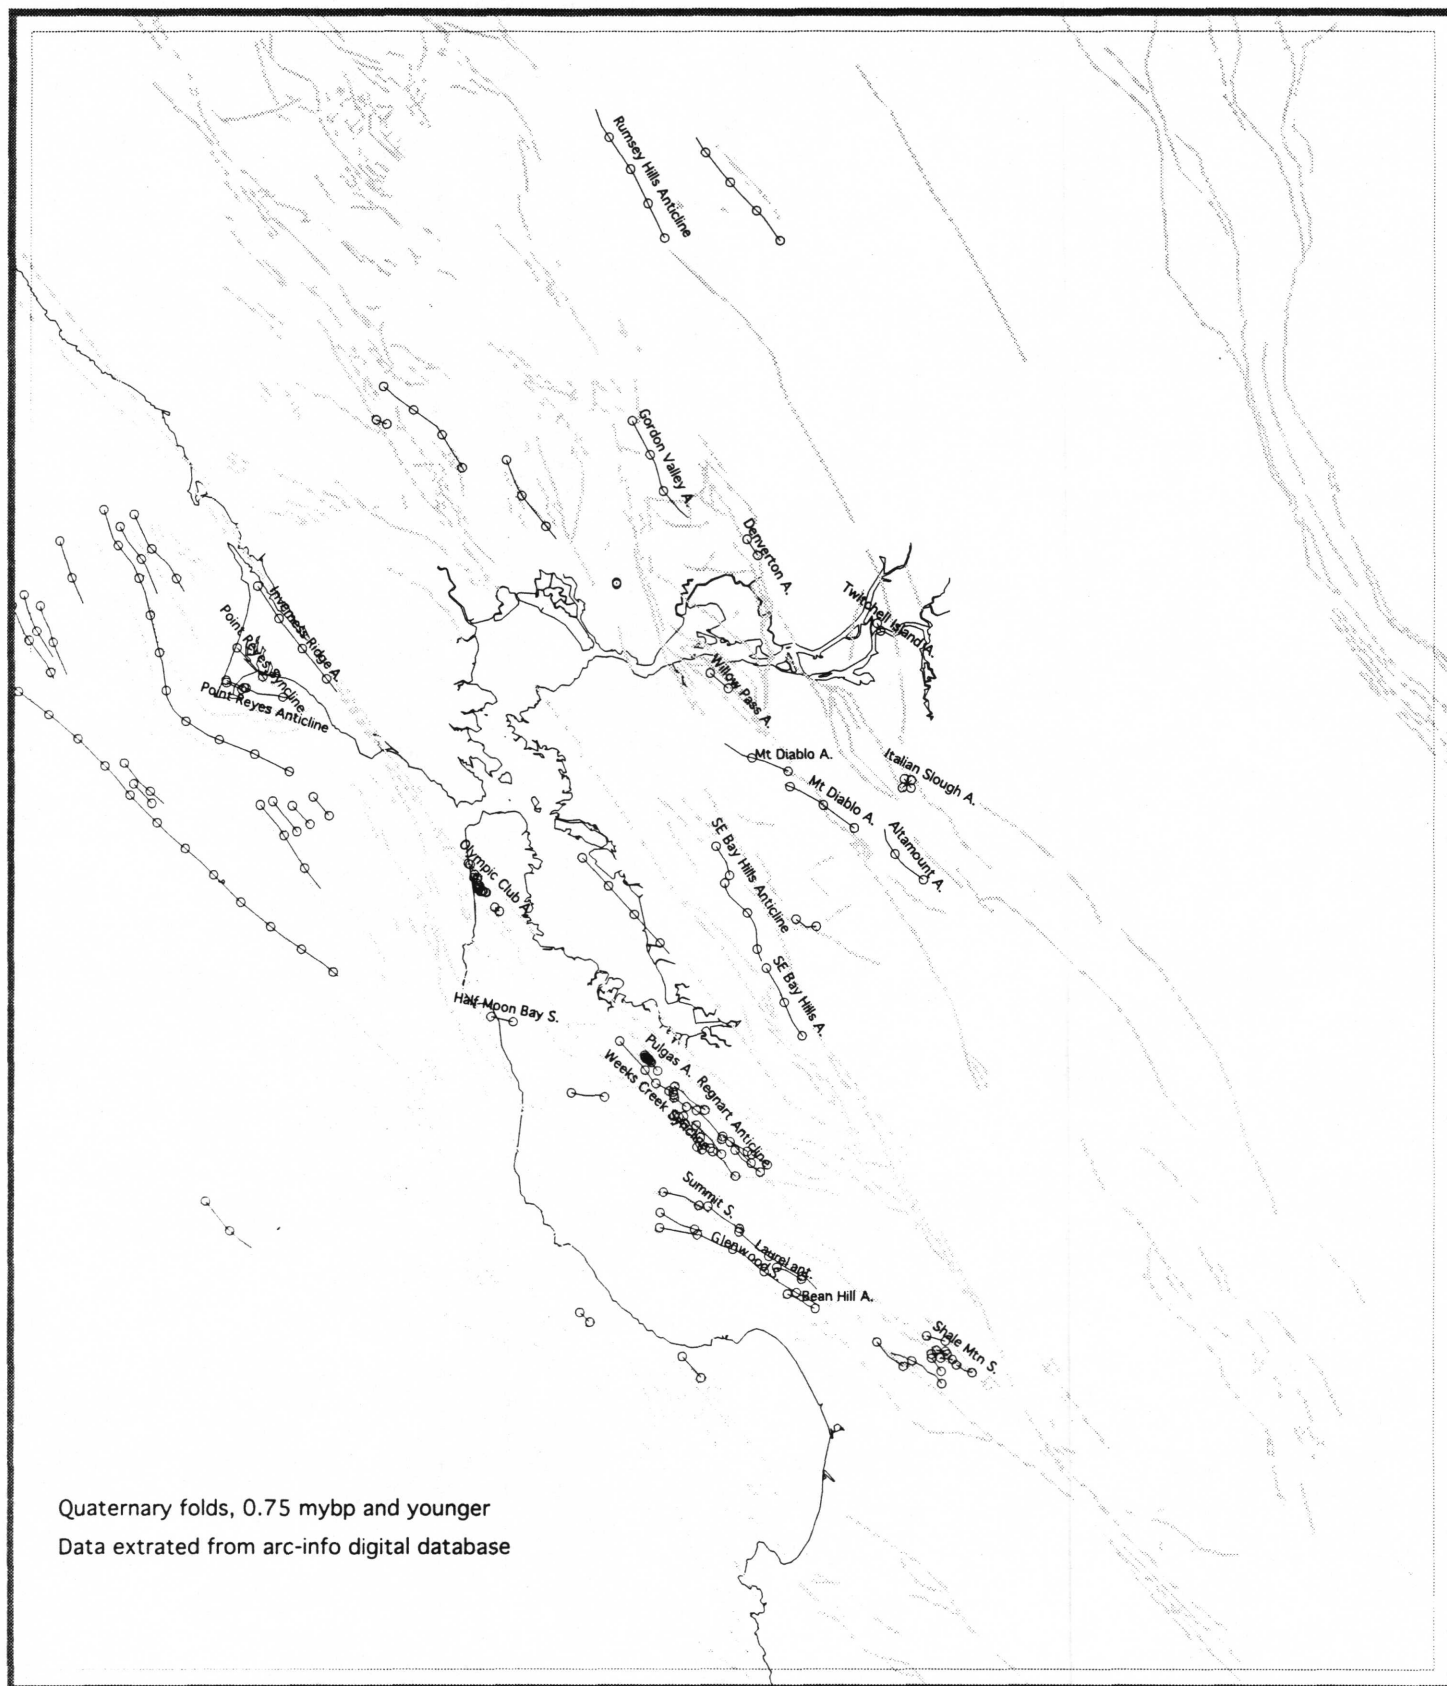 Rumsey Hills Anticline
Gordon Valley A.
Denverton A.
Twitchell Island A.
Inverness Ridge A.
Point Reyes Syncline
Point Reyes Anticline
Willow Pass A.
Mt Diablo A.
Italian Slough A.
Mt Diablo A.
Altamount A.
SE Bay Hills Anticline
Olympic Club A.
SE Bay Hills A.
Half Moon Bay S.
Pulgas A.
Regnart Anticline
Weeks Creek Syncline
Summit S.
Glenwood S.
Laurel ant.
Bean Hill A.
Shale Mtn S.
Quaternary folds, 0.75 mybp and younger
Data extrated from arc-info digital database